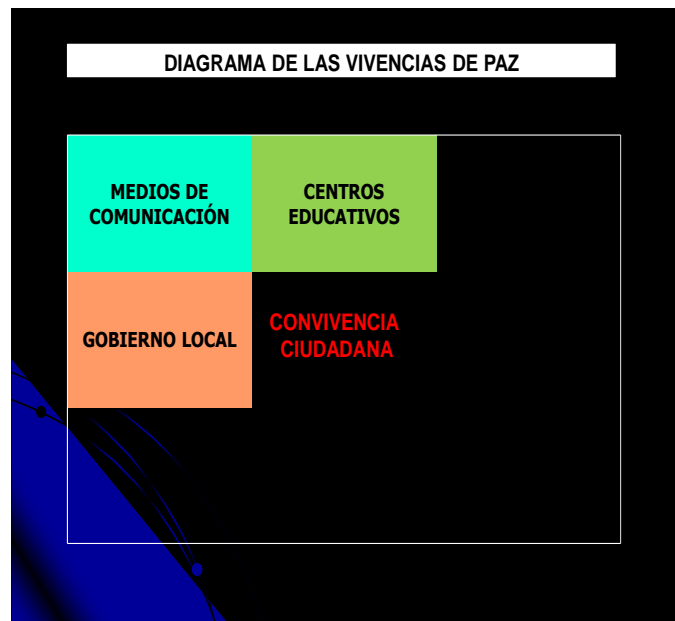 DIAGRAMA DE LAS VIVENCIAS DE PAZ
MEDIOS DE
COMUNICACIÓN
CENTROS
EDUCATIVOS
GOBIERNO LOCAL
CONVIVENCIA
CIUDADANA